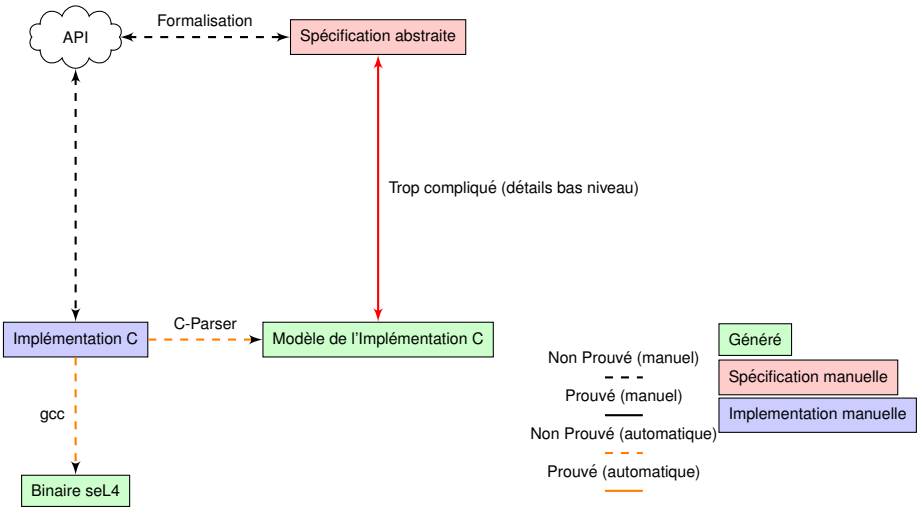 Formalisation
API
Spécification abstraite
Trop compliqué (détails bas niveau)
Implémentation C
C-Parser
Modèle de l'Implémentation C
gcc
Binaire seL4
Non Prouvé (manuel)
Prouvé (manuel)
Non Prouvé (automatique)
Prouvé (automatique)
Généré
Spécification manuelle
Implementation manuelle